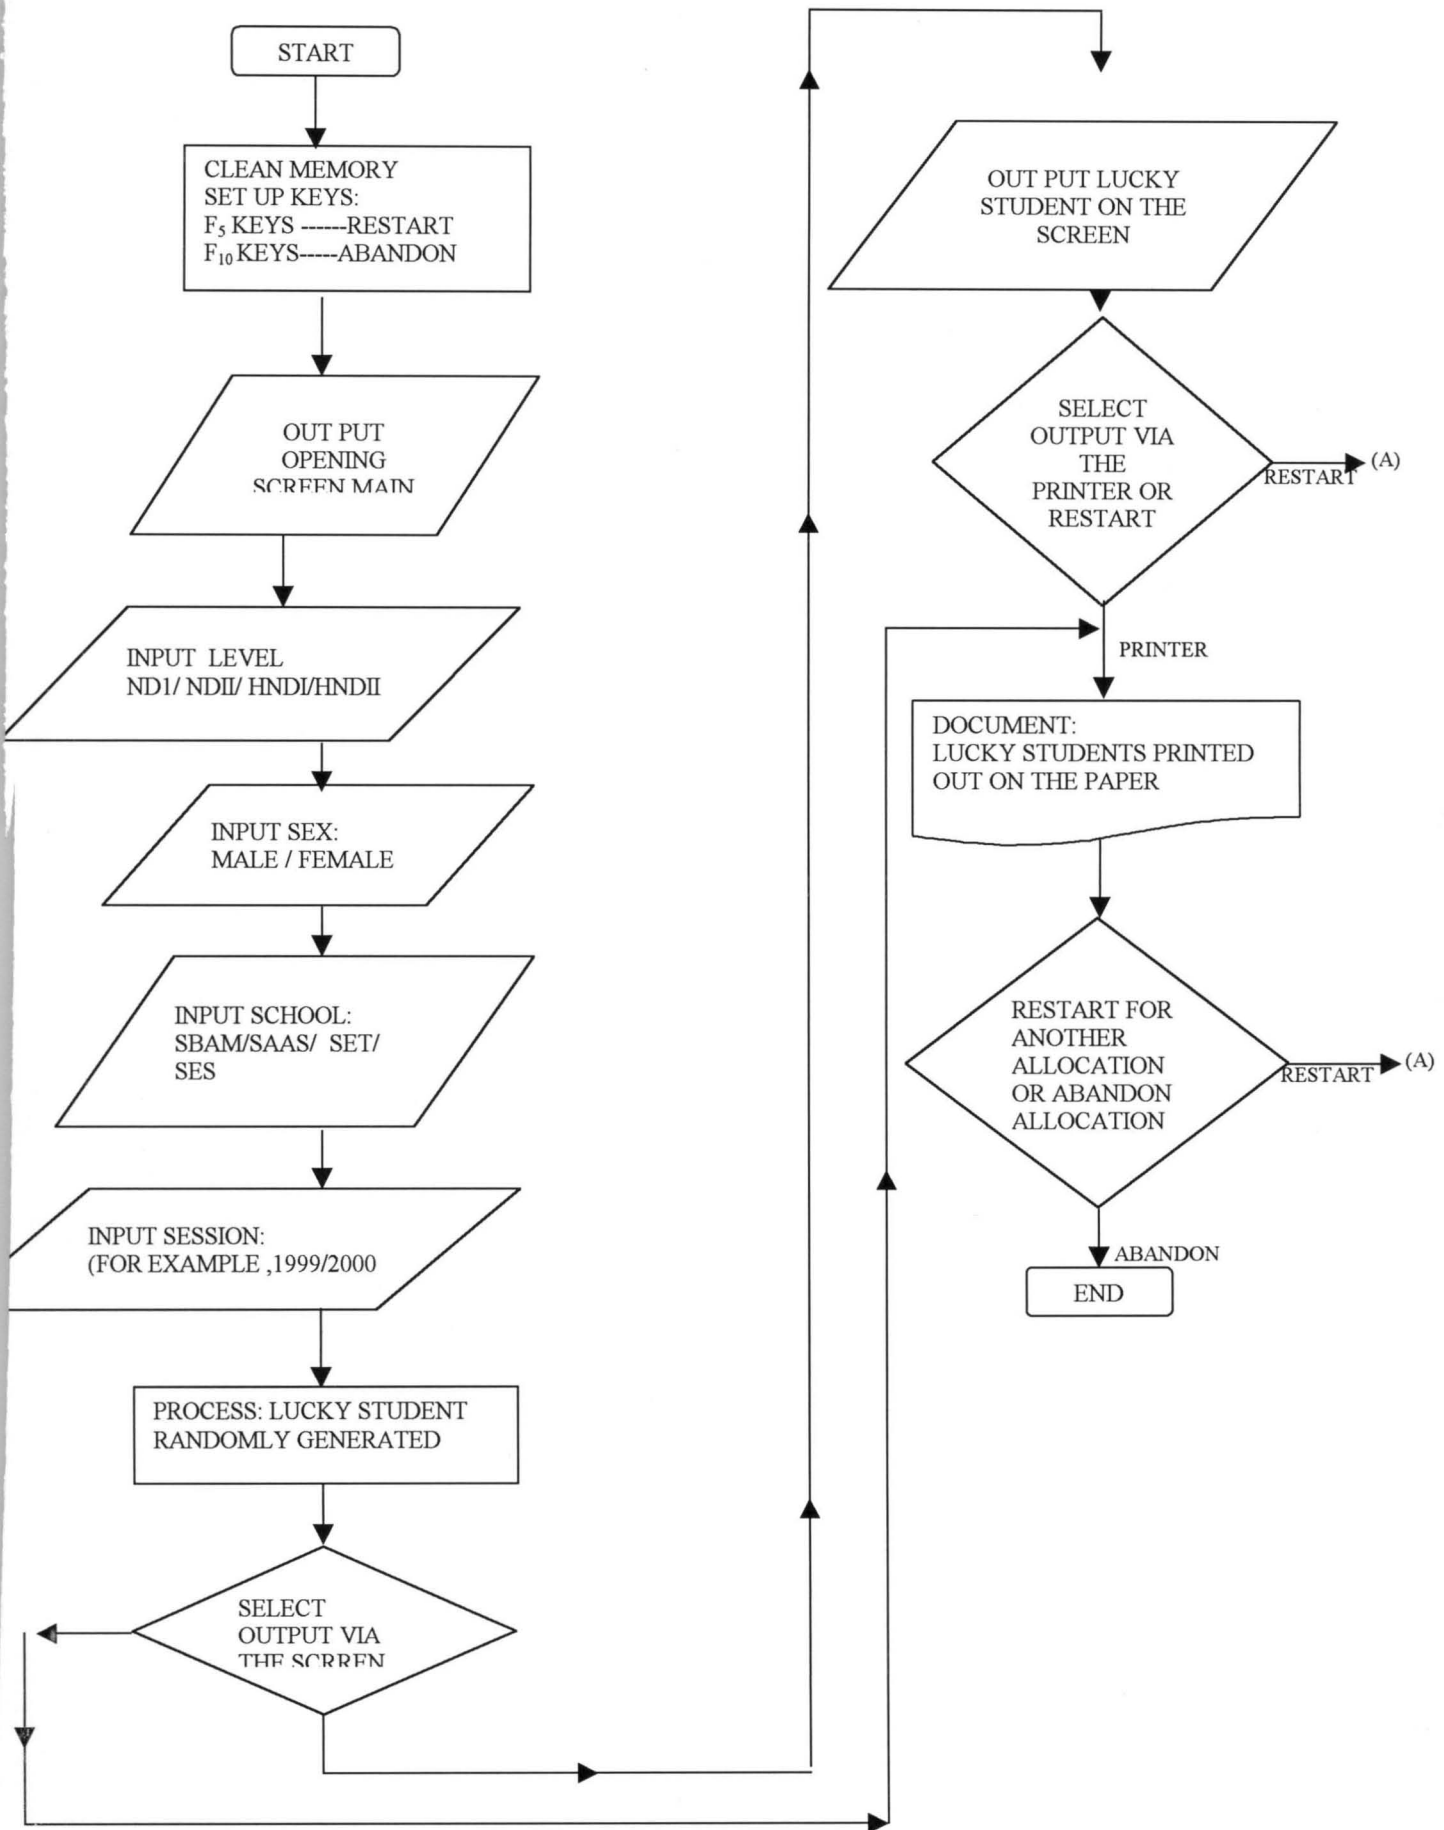 START
CLEAN MEMORY
SET UP KEYS:
F₅ KEYS ------RESTART
F₁₀ KEYS-----ABANDON
OUT PUT
OPENING
SCREEN MAIN
INPUT LEVEL
ND1/ NDII/ HNDI/HNDII
INPUT SEX:
MALE / FEMALE
INPUT SCHOOL:
SBAM/SAAS/ SET/
SES
INPUT SESSION:
(FOR EXAMPLE ,1999/2000
PROCESS: LUCKY STUDENT
RANDOMLY GENERATED
SELECT
OUTPUT VIA
THE SCRREN
OUT PUT LUCKY
STUDENT ON THE
SCREEN
SELECT
OUTPUT VIA
THE
PRINTER OR
RESTART
RESTART
(A)
PRINTER
DOCUMENT:
LUCKY STUDENTS PRINTED
OUT ON THE PAPER
RESTART FOR
ANOTHER
ALLOCATION
OR ABANDON
ALLOCATION
RESTART
(A)
ABANDON
END